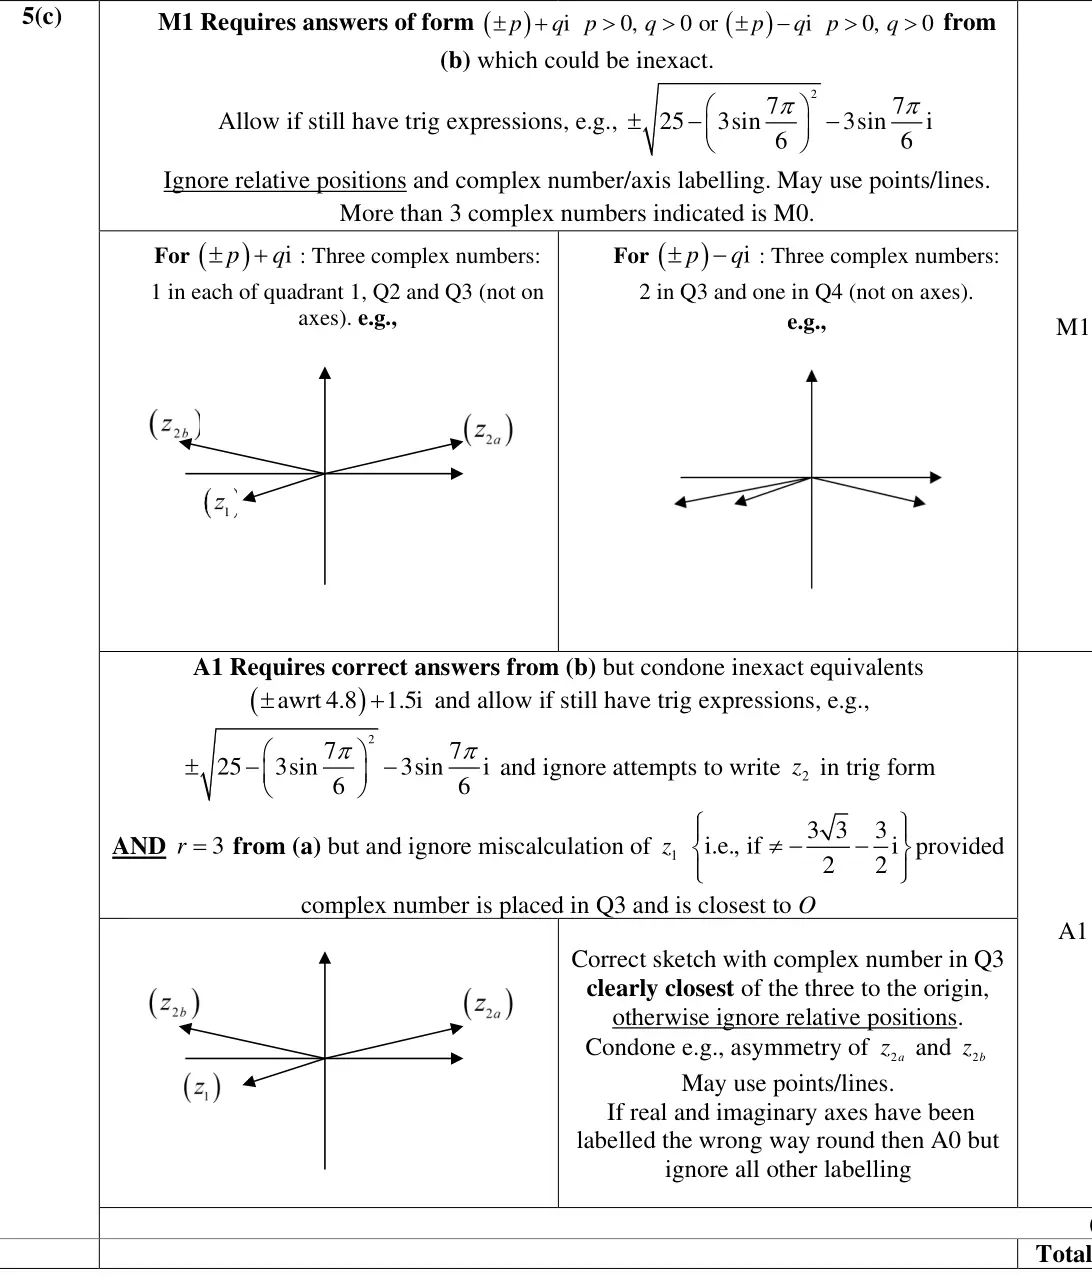 5(c)
M1 Requires answers of form (±p)+qi p>0, q>0 or (±p)−qi p>0, q>0 from
(b) which could be inexact.
Allow if still have trig expressions, e.g., ±√(25−(3sin 7π/6)²) −3sin 7π/6 i
Ignore relative positions and complex number/axis labelling. May use points/lines.
More than 3 complex numbers indicated is M0.
For (±p)+qi : Three complex numbers:
1 in each of quadrant 1, Q2 and Q3 (not on
axes). e.g.,
(z₂b)
(z₂a)
(z₁)
For (±p)−qi : Three complex numbers:
2 in Q3 and one in Q4 (not on axes).
e.g.,
M1
A1 Requires correct answers from (b) but condone inexact equivalents
(±awrt 4.8)+1.5i and allow if still have trig expressions, e.g.,
±√(25−(3sin 7π/6)²) −3sin 7π/6 i and ignore attempts to write z₂ in trig form
AND r = 3 from (a) but and ignore miscalculation of z₁ {i.e., if ≠ −3√3/2 − 3/2 i} provided
complex number is placed in Q3 and is closest to O
(z₂b)
(z₂a)
(z₁)
Correct sketch with complex number in Q3
clearly closest of the three to the origin,
otherwise ignore relative positions.
Condone e.g., asymmetry of z₂a and z₂b
May use points/lines.
If real and imaginary axes have been
labelled the wrong way round then A0 but
ignore all other labelling
A1
(
Total